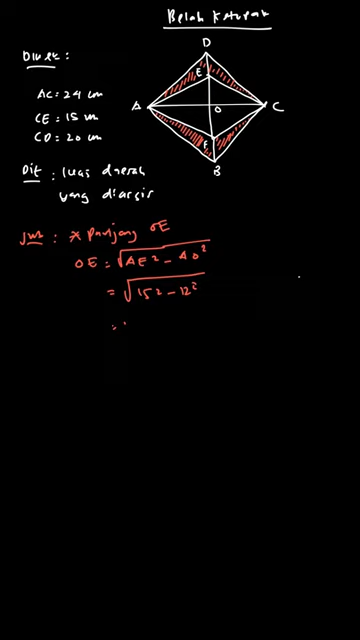 Belah Ketupat
Diket :
AC = 24 cm
CE = 15 cm
CD = 20 cm
D
E
A
O
C
F
B
Dit : luas daerah
yang diarsir
Jwb : * Panjang OE
OE = √AE² - AO²
= √15² - 12²
=